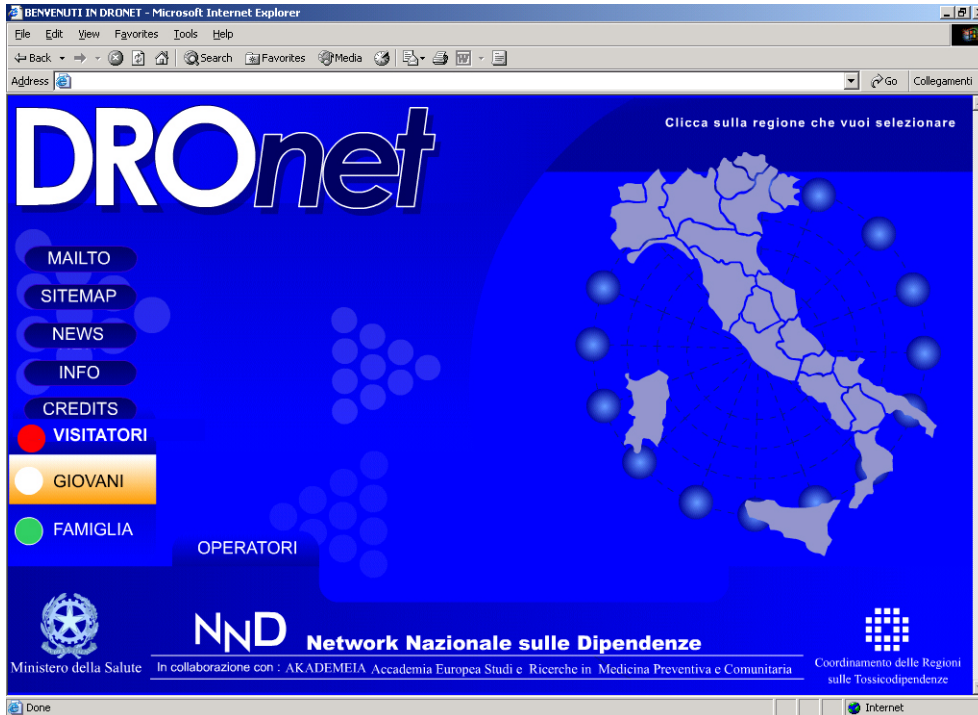 BENVENUTI IN DRONET - Microsoft Internet Explorer
File Edit View Favorites Tools Help
Back Search Favorites Media
Address Go Collegamenti
DROnet
Clicca sulla regione che vuoi selezionare
MAILTO
SITEMAP
NEWS
INFO
CREDITS
VISITATORI
GIOVANI
FAMIGLIA
OPERATORI
NND Network Nazionale sulle Dipendenze
Ministero della Salute
In collaborazione con : AKADEMEIA Accademia Europea Studi e Ricerche in Medicina Preventiva e Comunitaria
Coordinamento delle Regioni
sulle Tossicodipendenze
Done Internet